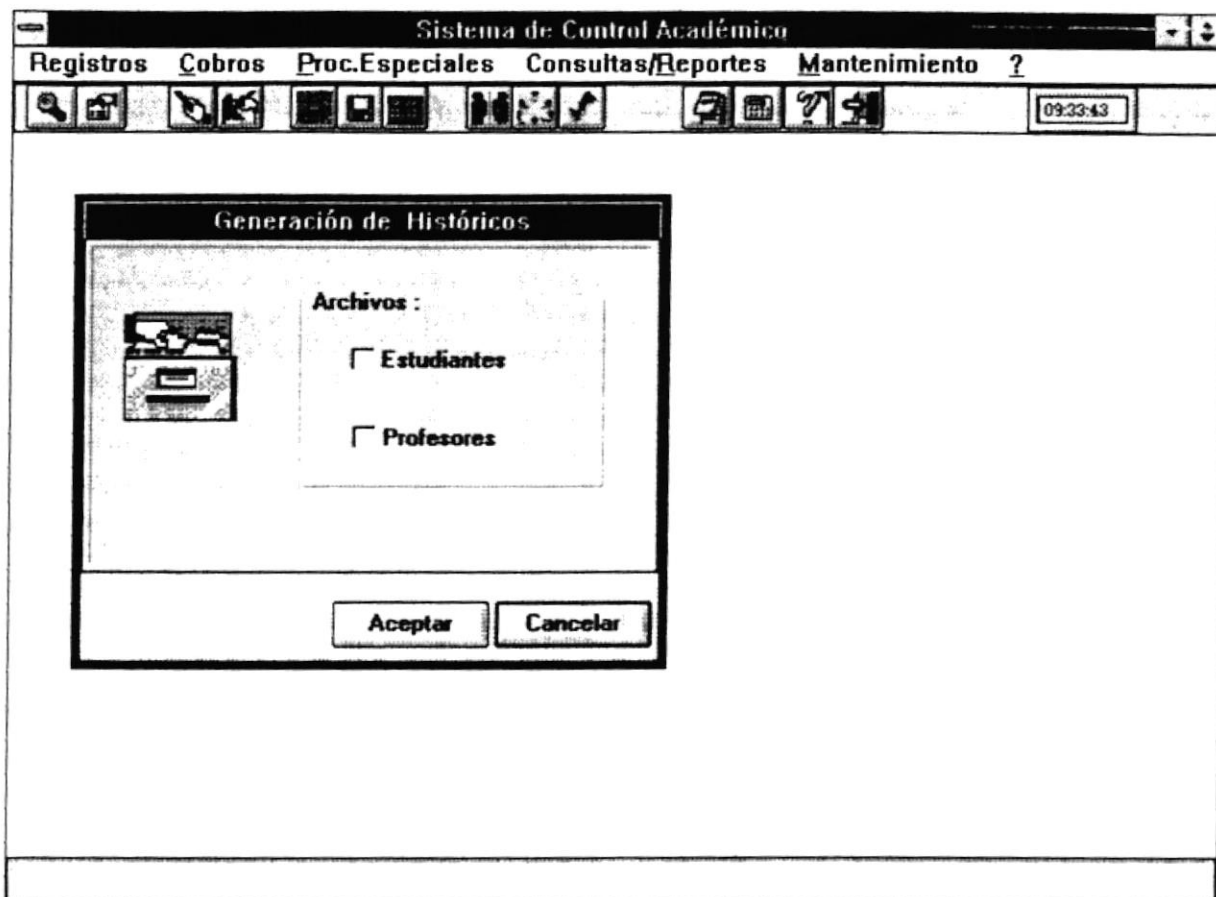 Sistema de Control Académico
Registros Cobros Proc.Especiales Consultas/Reportes Mantenimiento ?
09:33:43
Generación de Históricos
Archivos :
Estudiantes
Profesores
Aceptar Cancelar